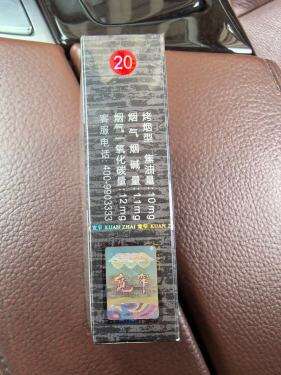 20
烤烟型 焦油量:10mg
烟气烟碱量:1.1mg
烟气一氧化碳量:12mg
客服电话:400-9903333
宽窄 KUAN ZHAI 宽窄 KUAN Z
宽窄